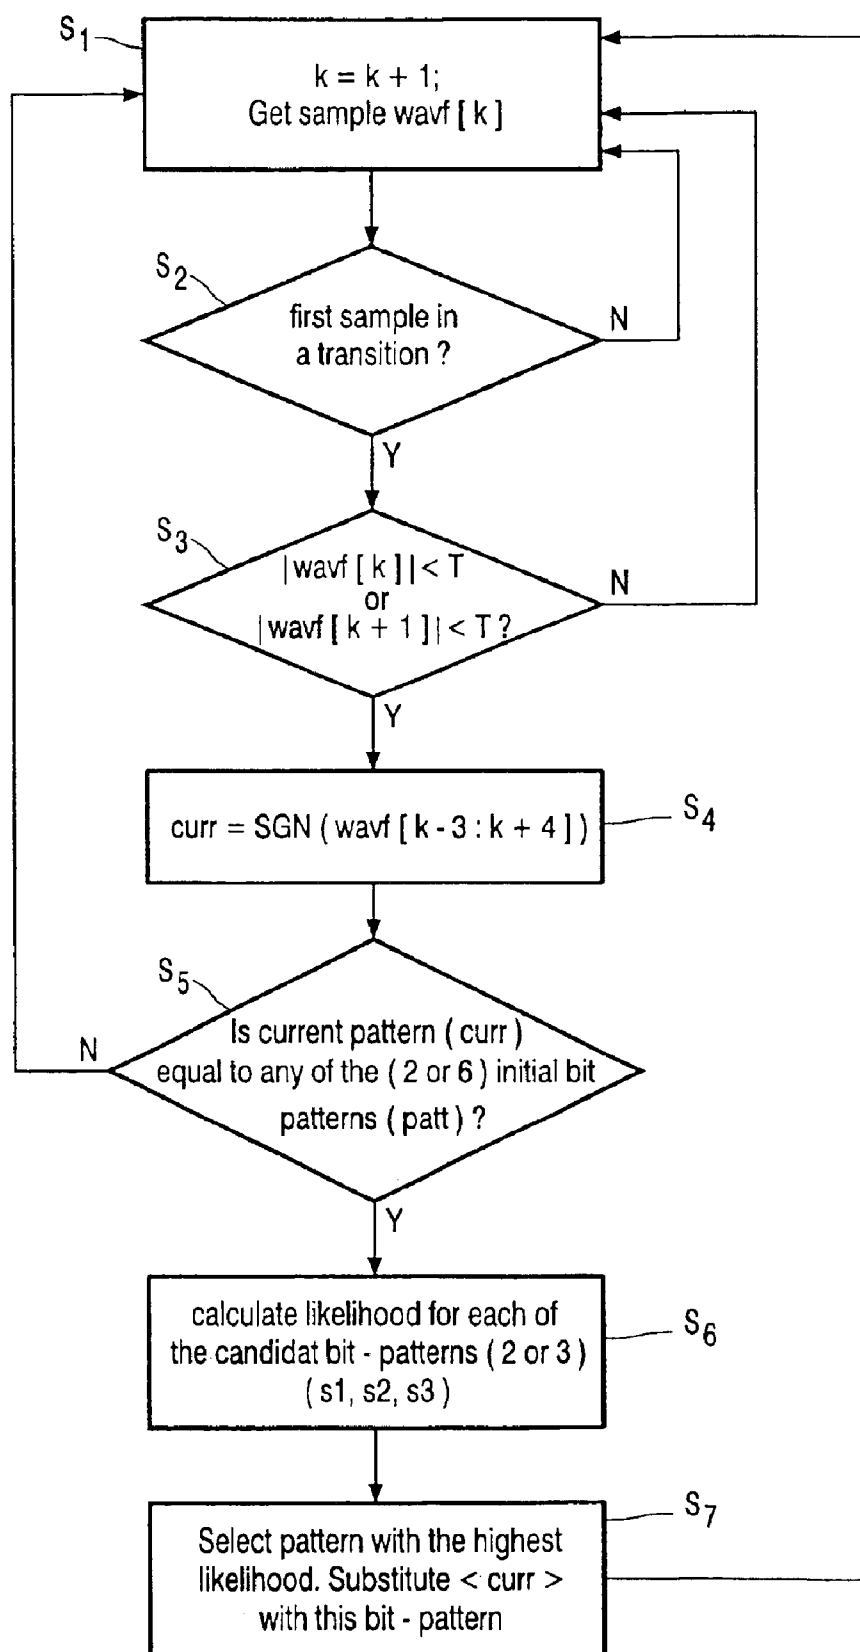 S1
k = k + 1;
Get sample wavf [ k ]
S2
first sample in
a transition ?
N
Y
S3
| wavf [ k ] | < T
or
| wavf [ k + 1 ] | < T ?
N
Y
curr = SGN ( wavf [ k - 3 : k + 4 ] )
S4
S5
Is current pattern ( curr )
equal to any of the ( 2 or 6 ) initial bit
patterns ( patt ) ?
N
Y
calculate likelihood for each of
the candidat bit - patterns ( 2 or 3 )
( s1, s2, s3 )
S6
Select pattern with the highest
likelihood. Substitute < curr >
with this bit - pattern
S7